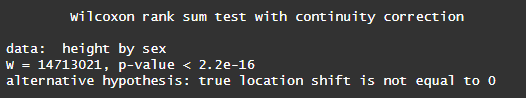 Wilcoxon rank sum test with continuity correction
data:  height by sex
W = 14713021, p-value < 2.2e-16
alternative hypothesis: true location shift is not equal to 0